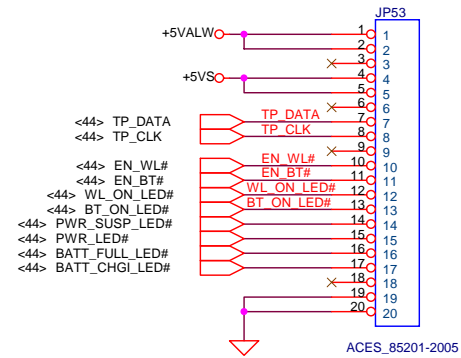 JP53
+5VALW 1 1
2 2
3 3
+5VS 4 4
5 5
6 6
<44> TP_DATA TP_DATA 7 7
<44> TP_CLK TP_CLK 8 8
9 9
<44> EN_WL# EN_WL# 10 10
<44> EN_BT# EN_BT# 11 11
<44> WL_ON_LED# WL_ON_LED# 12 12
<44> BT_ON_LED# BT_ON_LED# 13 13
<44> PWR_SUSP_LED# 14 14
<44> PWR_LED# 15 15
<44> BATT_FULL_LED# 16 16
<44> BATT_CHGI_LED# 17 17
18 18
19 19
20 20
ACES_85201-2005